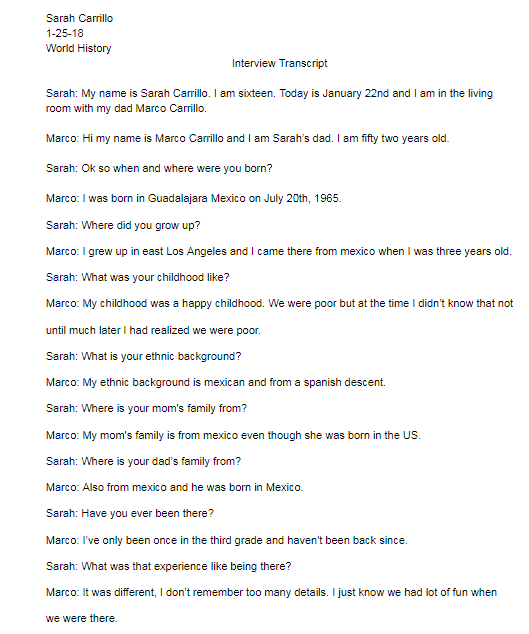 Sarah Carrillo
1-25-18
World History
Interview Transcript
Sarah: My name is Sarah Carrillo. I am sixteen. Today is January 22nd and I am in the living
room with my dad Marco Carrillo.
Marco: Hi my name is Marco Carrillo and I am Sarah's dad. I am fifty two years old.
Sarah: Ok so when and where were you born?
Marco: I was born in Guadalajara Mexico on July 20th, 1965.
Sarah: Where did you grow up?
Marco: I grew up in east Los Angeles and I came there from mexico when I was three years old.
Sarah: What was your childhood like?
Marco: My childhood was a happy childhood. We were poor but at the time I didn't know that not
until much later I had realized we were poor.
Sarah: What is your ethnic background?
Marco: My ethnic background is mexican and from a spanish descent.
Sarah: Where is your mom's family from?
Marco: My mom's family is from mexico even though she was born in the US.
Sarah: Where is your dad's family from?
Marco: Also from mexico and he was born in Mexico.
Sarah: Have you ever been there?
Marco: I've only been once in the third grade and haven't been back since.
Sarah: What was that experience like being there?
Marco: It was different, I don't remember too many details. I just know we had lot of fun when
we were there.